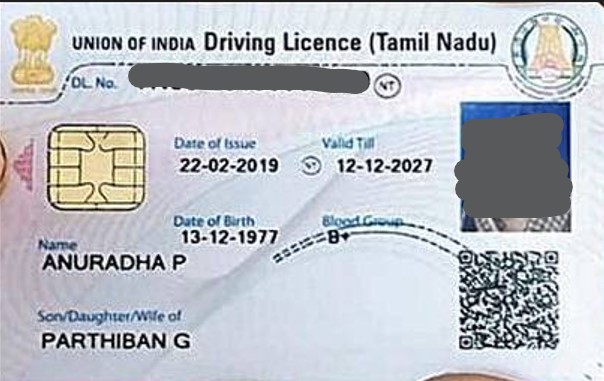 UNION OF INDIA Driving Licence (Tamil Nadu)
DL. No. NT
Date of Issue Valid Till
22-02-2019 NT 12-12-2027
Date of Birth Blood Group
13-12-1977 B+
Name
ANURADHA P
Son/Daughter/Wife of
PARTHIBAN G